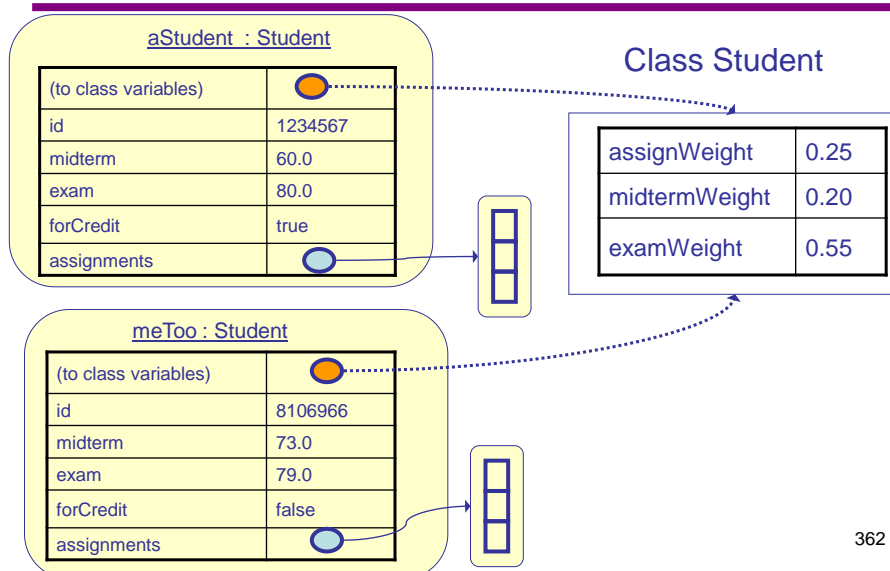 aStudent : Student
(to class variables)
id 1234567
midterm 60.0
exam 80.0
forCredit true
assignments
Class Student
assignWeight 0.25
midtermWeight 0.20
examWeight 0.55
meToo : Student
(to class variables)
id 8106966
midterm 73.0
exam 79.0
forCredit false
assignments
362